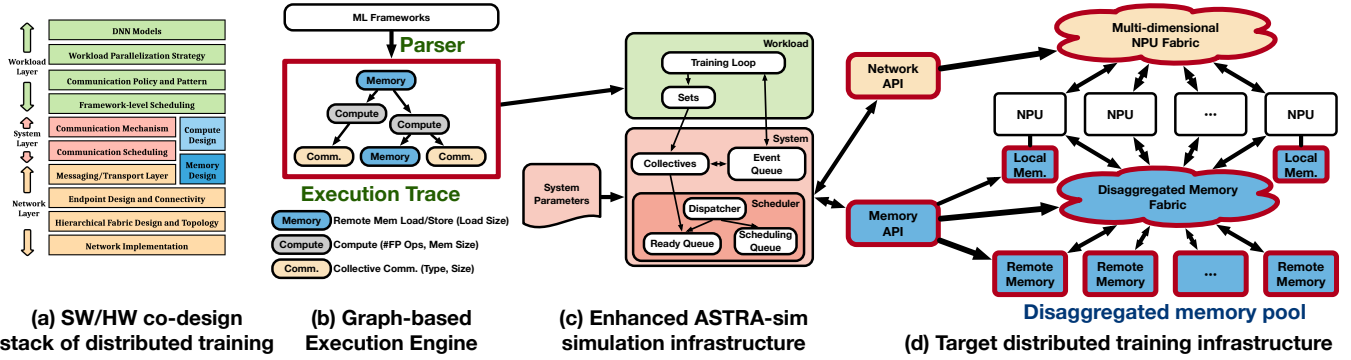 DNN Models
Workload Parallelization Strategy
Communication Policy and Pattern
Framework-level Scheduling
Communication Mechanism
Communication Scheduling
Messaging/Transport Layer
Endpoint Design and Connectivity
Hierarchical Fabric Design and Topology
Network Implementation
Compute
Design
Memory
Design
Workload
Layer
System
Layer
Network
Layer
(a) SW/HW co-design
stack of distributed training
ML Frameworks
Parser
Memory
Compute
Compute
Comm.
Memory
Comm.
Execution Trace
Memory
Remote Mem Load/Store (Load Size)
Compute
Compute (#FP Ops, Mem Size)
Comm.
Collective Comm. (Type, Size)
(b) Graph-based
Execution Engine
System
Parameters
Workload
Training Loop
Sets
System
Collectives
Event
Queue
Scheduler
Dispatcher
Ready Queue
Scheduling
Queue
(c) Enhanced ASTRA-sim
simulation infrastructure
Network
API
Memory
API
Multi-dimensional
NPU Fabric
NPU
NPU
...
NPU
Local
Mem.
Local
Mem.
Disaggregated Memory
Fabric
Remote
Memory
Remote
Memory
...
Remote
Memory
Disaggregated memory pool
(d) Target distributed training infrastructure